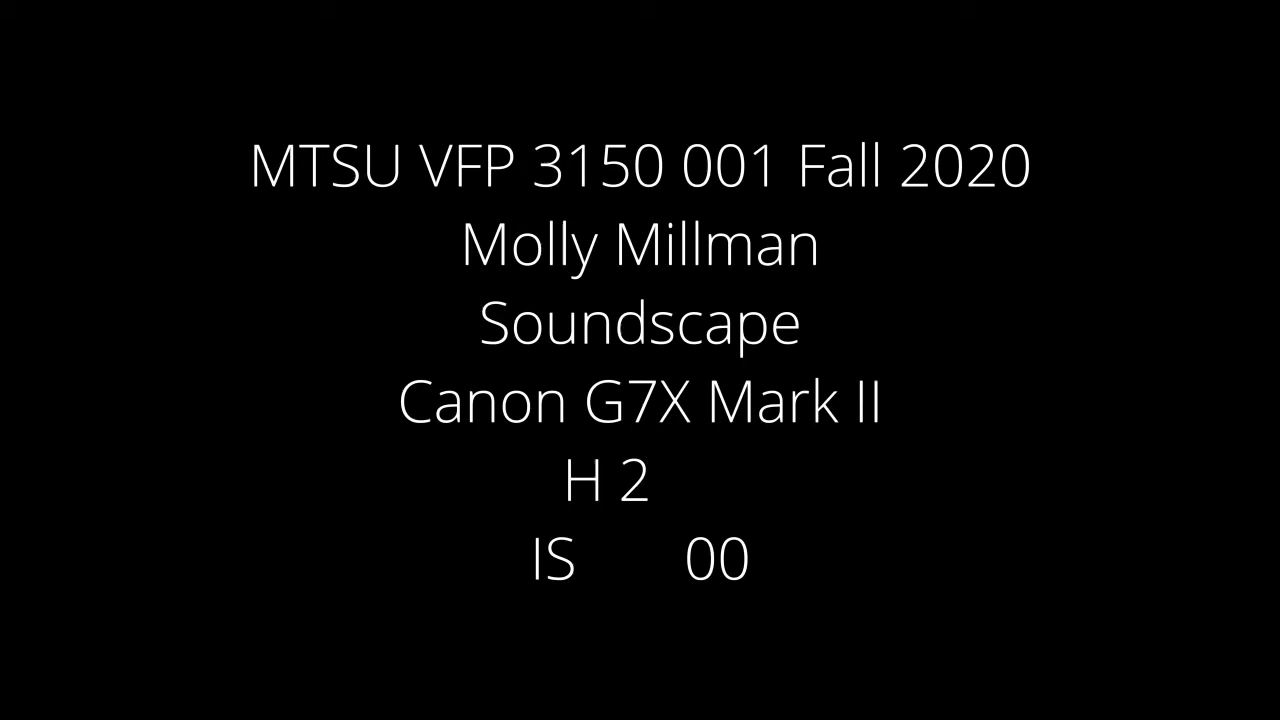 MTSU VFP 3150 001 Fall 2020
Molly Millman
Soundscape
Canon G7X Mark II
H 2
IS 00